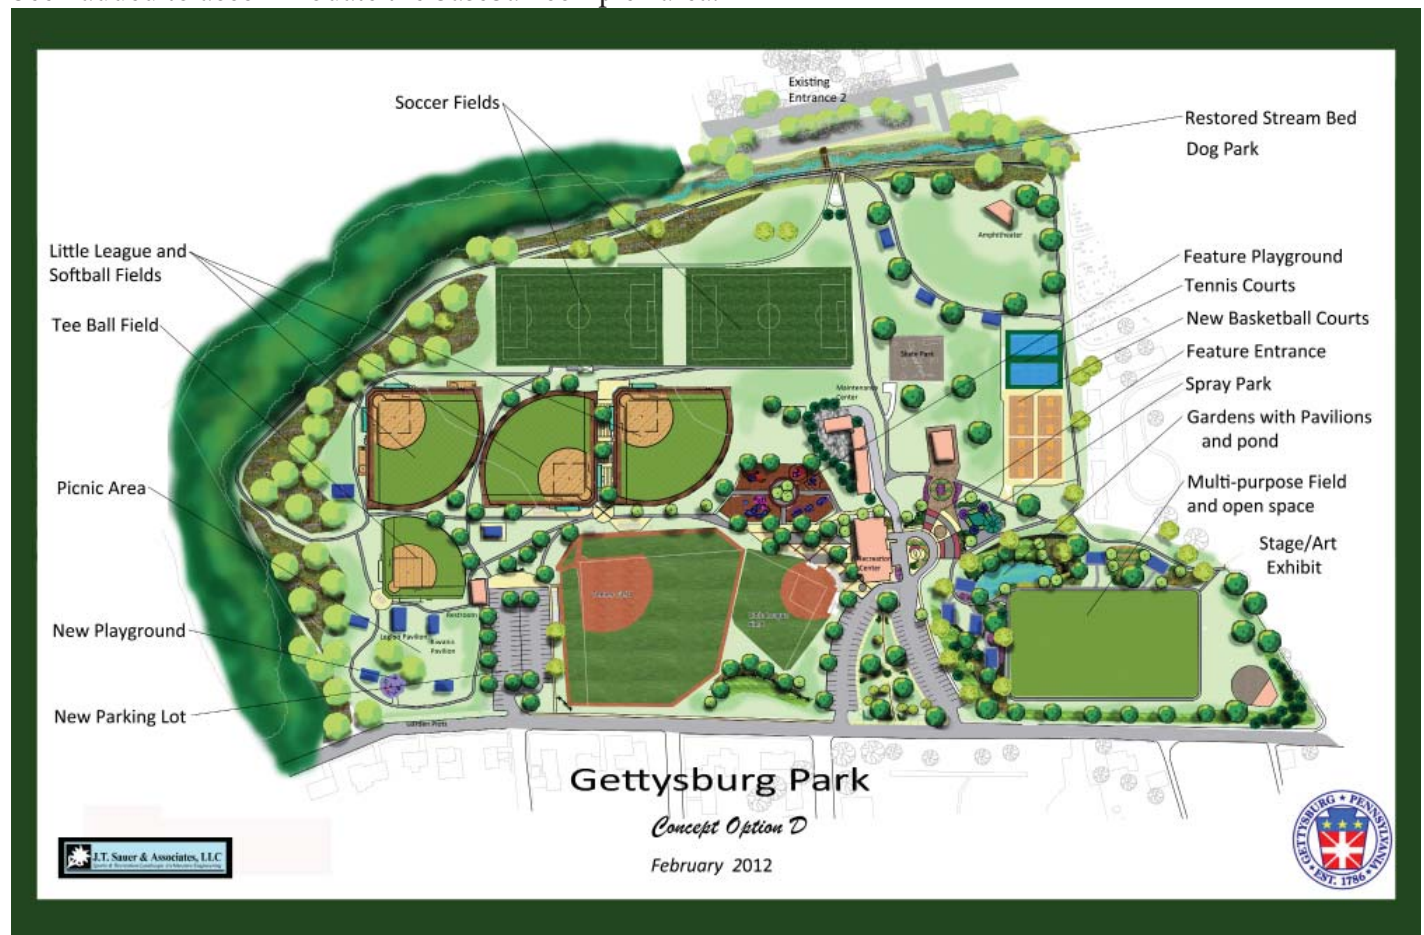 Soccer Fields
Existing
Entrance 2
Restored Stream Bed
Dog Park
Amphitheater
Little League and
Softball Fields
Tee Ball Field
Feature Playground
Tennis Courts
New Basketball Courts
Feature Entrance
Spray Park
Gardens with Pavilions
and pond
Multi-purpose Field
and open space
Stage/Art
Exhibit
Skate Park
Maintenance
Center
Picnic Area
Recreation
Center
Restroom
Legion Pavilion
Kiwanis
Pavilion
New Playground
New Parking Lot
Garden Plots
Gettysburg Park
Concept Option D
February 2012
J.T. Sauer & Associates, LLC
GETTYSBURG • PENNSYLVANIA
EST. 1786